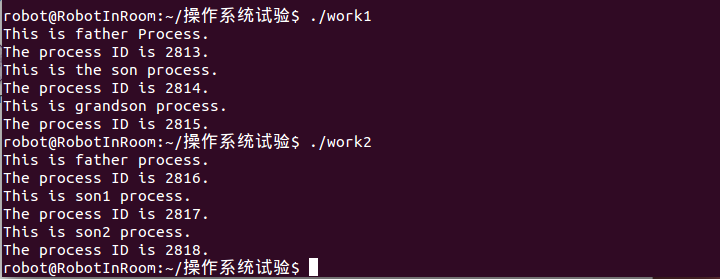 robot@RobotInRoom:~/操作系统试验$ ./work1
This is father Process.
The process ID is 2813.
This is the son process.
The process ID is 2814.
This is grandson process.
The process ID is 2815.
robot@RobotInRoom:~/操作系统试验$ ./work2
This is father process.
The process ID is 2816.
This is son1 process.
The process ID is 2817.
This is son2 process.
The process ID is 2818.
robot@RobotInRoom:~/操作系统试验$